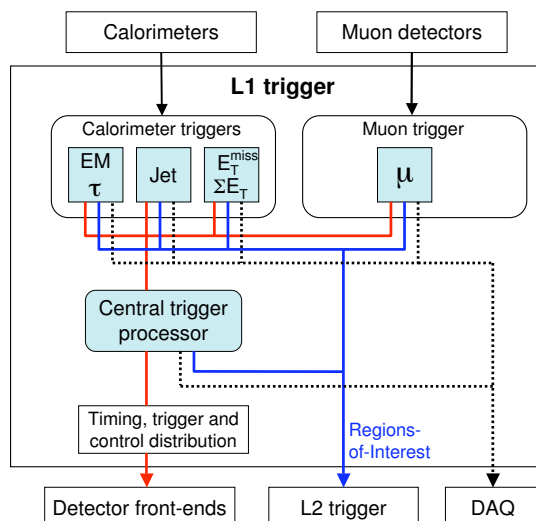 Calorimeters
Muon detectors
L1 trigger
Calorimeter triggers
Muon trigger
EM
τ
Jet
E_T^miss
ΣE_T
μ
Central trigger
processor
Timing, trigger and
control distribution
Regions-
of-Interest
Detector front-ends
L2 trigger
DAQ